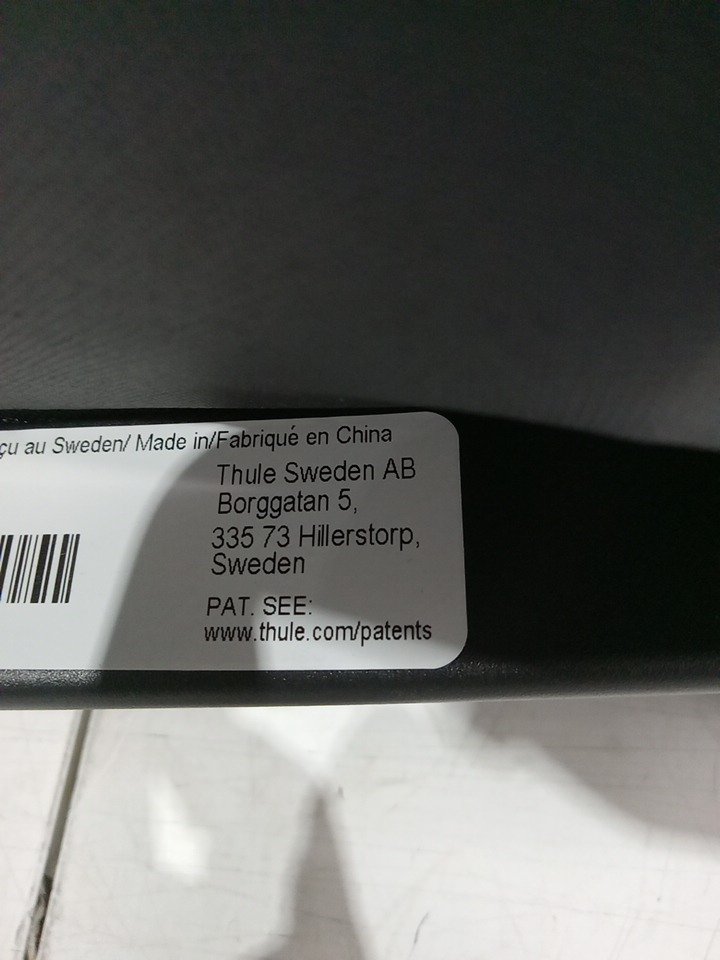 çu au Sweden/ Made in/Fabriqué en China
Thule Sweden AB
Borggatan 5,
335 73 Hillerstorp,
Sweden
PAT. SEE:
www.thule.com/patents